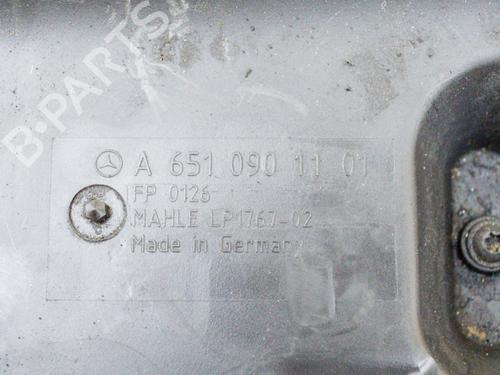 B-PARTS
A 651 090 11 01
FP 0126
MAHLE LP1767-02
Made in Germany